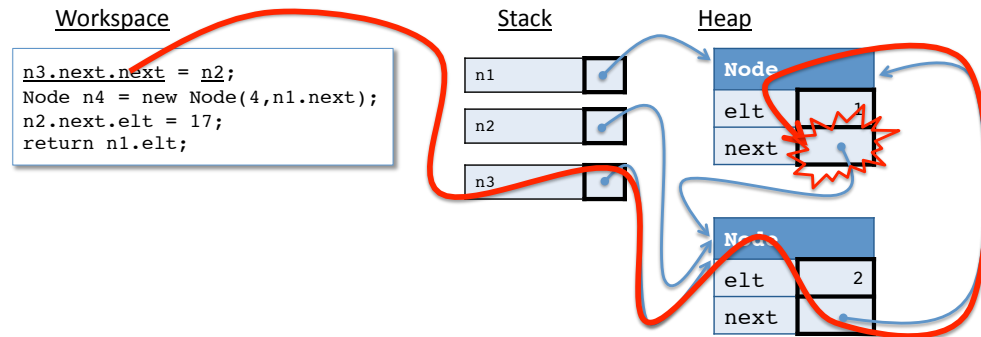 Workspace
Stack
Heap
n3.next.next = n2;
Node n4 = new Node(4,n1.next);
n2.next.elt = 17;
return n1.elt;
n1
n2
n3
Node
elt 1
next
Node
elt 2
next